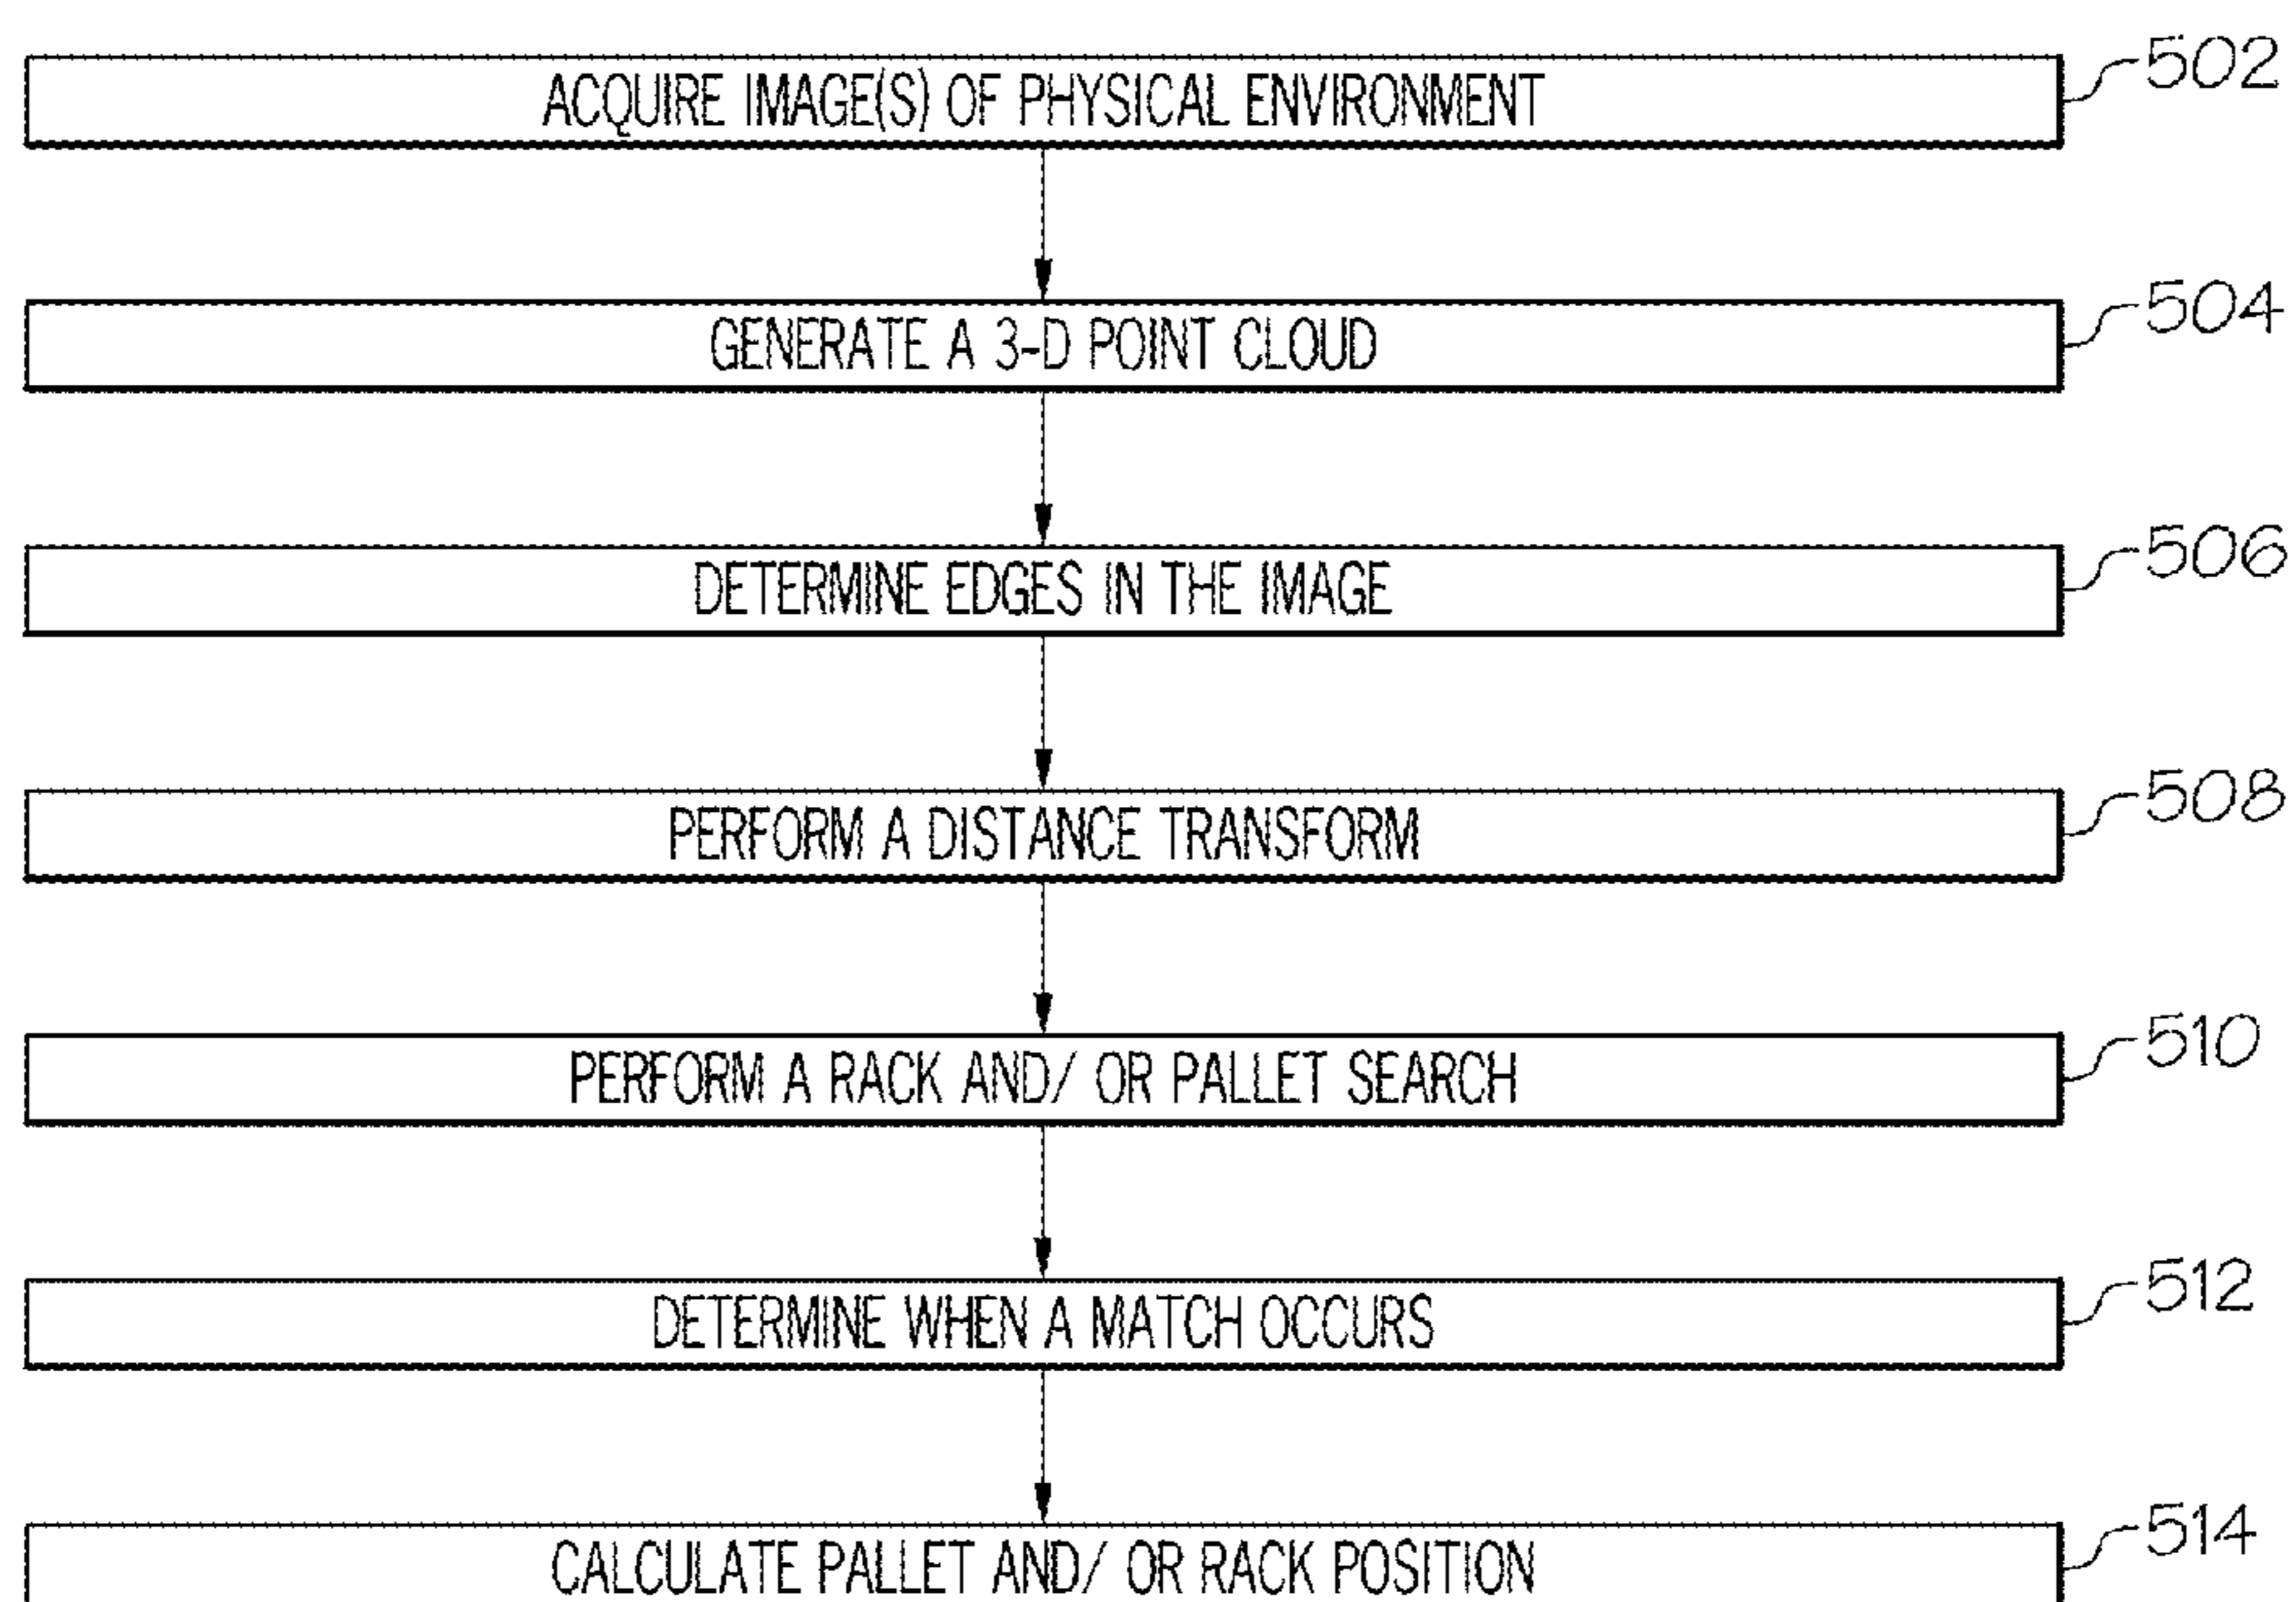 ACQUIRE IMAGE(S) OF PHYSICAL ENVIRONMENT 502
GENERATE A 3-D POINT CLOUD 504
DETERMINE EDGES IN THE IMAGE 506
PERFORM A DISTANCE TRANSFORM 508
PERFORM A RACK AND/ OR PALLET SEARCH 510
DETERMINE WHEN A MATCH OCCURS 512
CALCULATE PALLET AND/ OR RACK POSITION 514